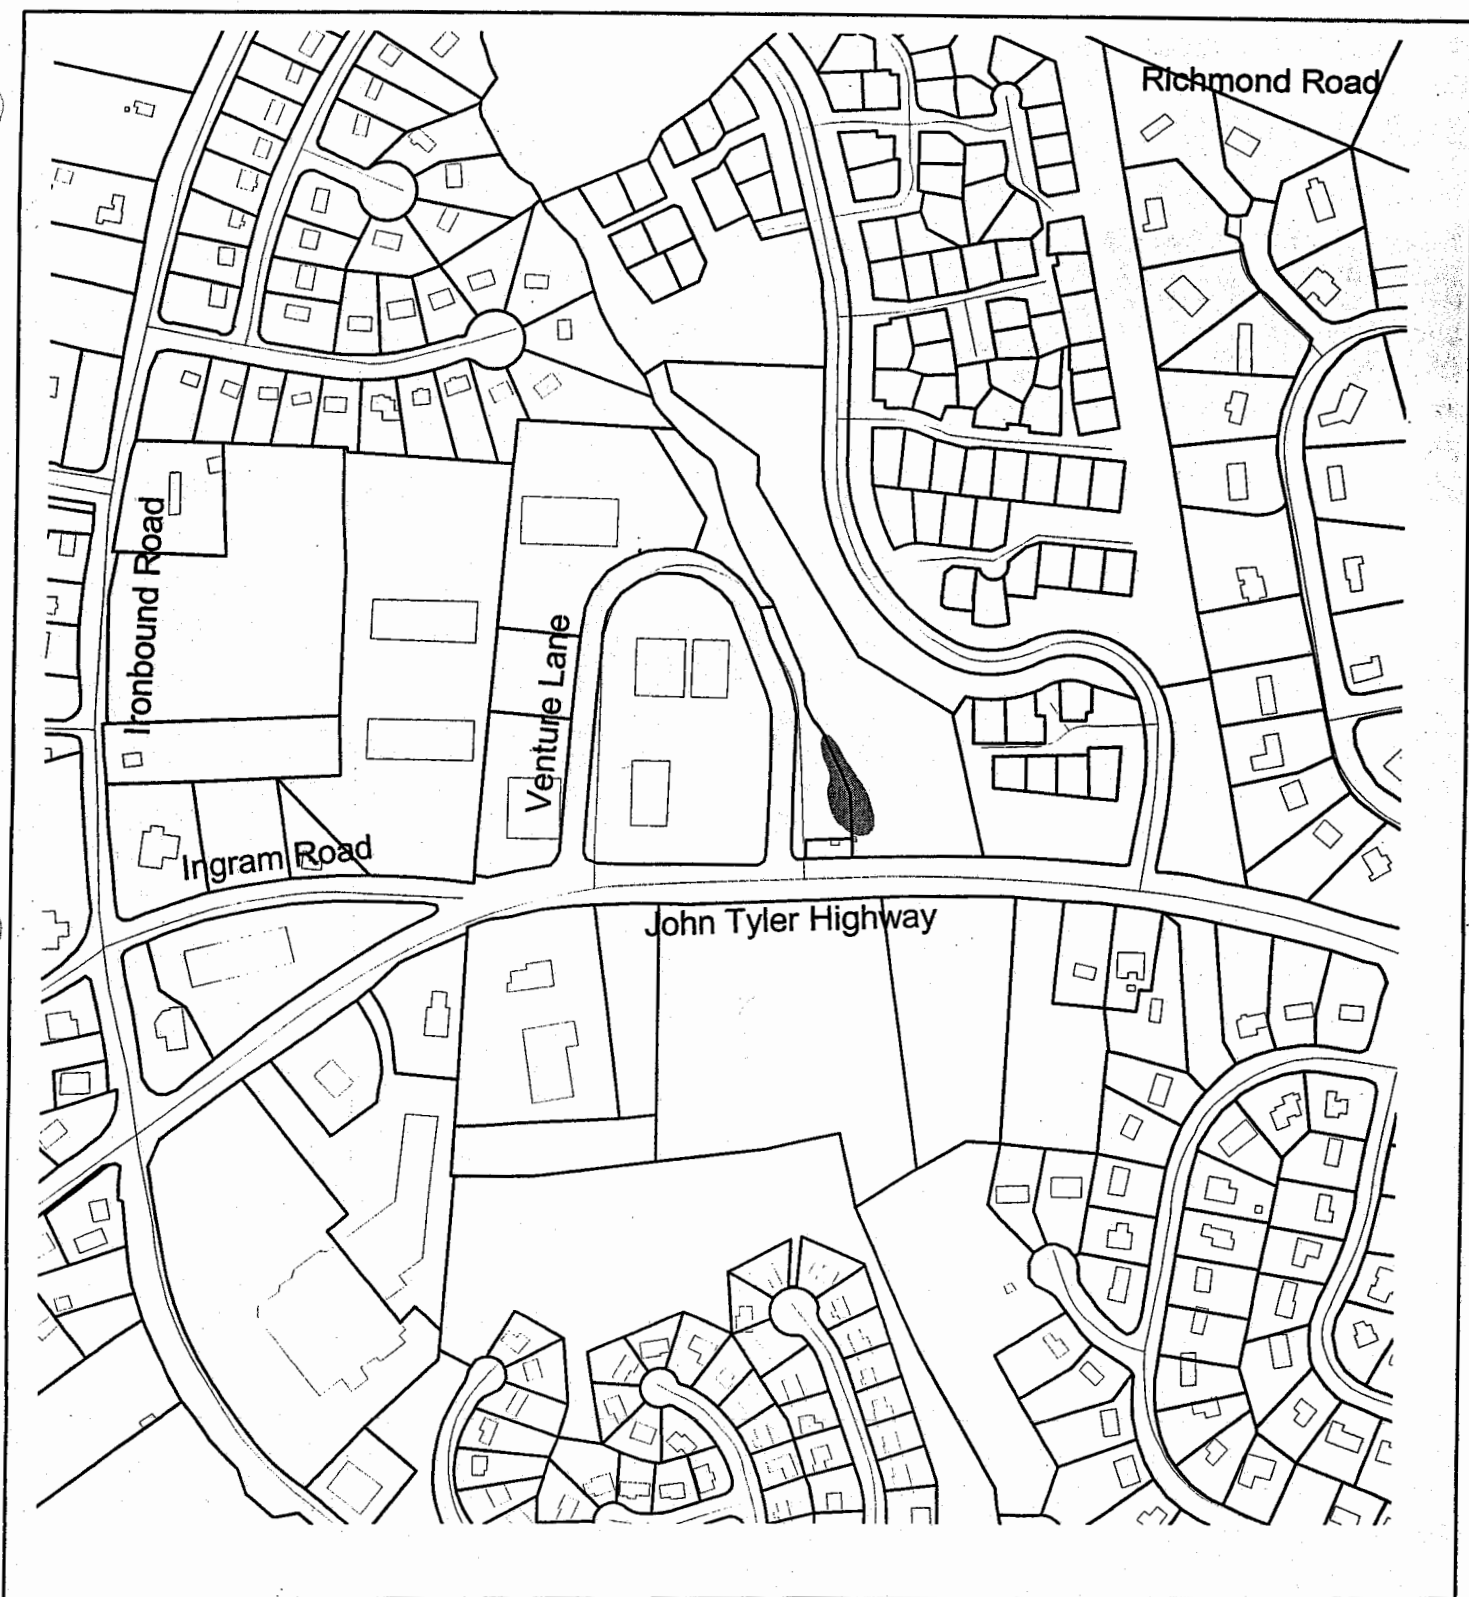 Richmond Road
Ironbound Road
Venture Lane
Ingram Road
John Tyler Highway